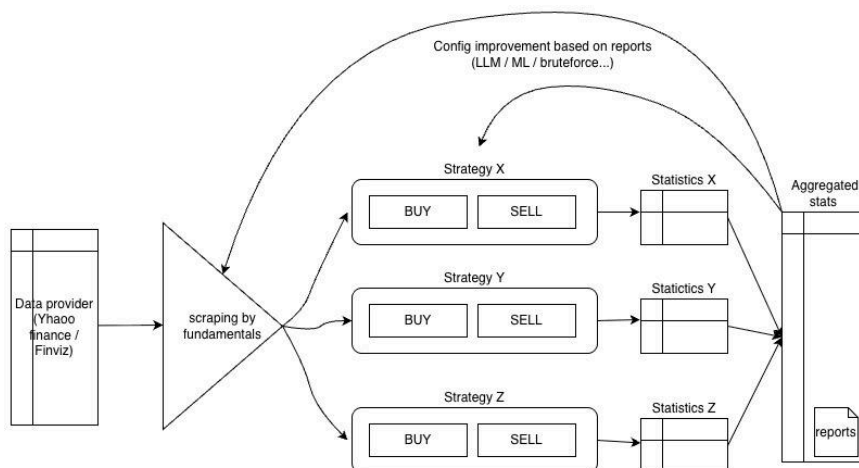 Config improvement based on reports
(LLM / ML / bruteforce...)
Strategy X
BUY
SELL
Statistics X
Aggregated
stats
Data provider
(Yhaoo
finance /
Finviz)
scraping by
fundamentals
Strategy Y
BUY
SELL
Statictics Y
Strategy Z
BUY
SELL
Statistics Z
reports